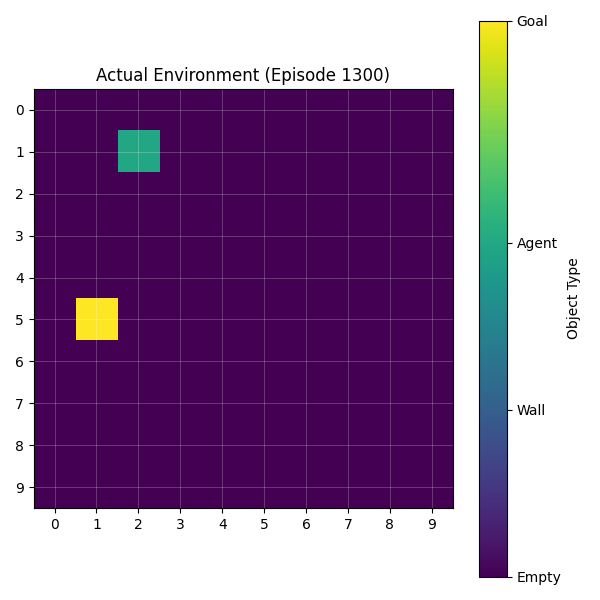 Actual Environment (Episode 1300)
0
1
2
3
4
5
6
7
8
9
0 1 2 3 4 5 6 7 8 9
Goal
Agent
Wall
Empty
Object Type